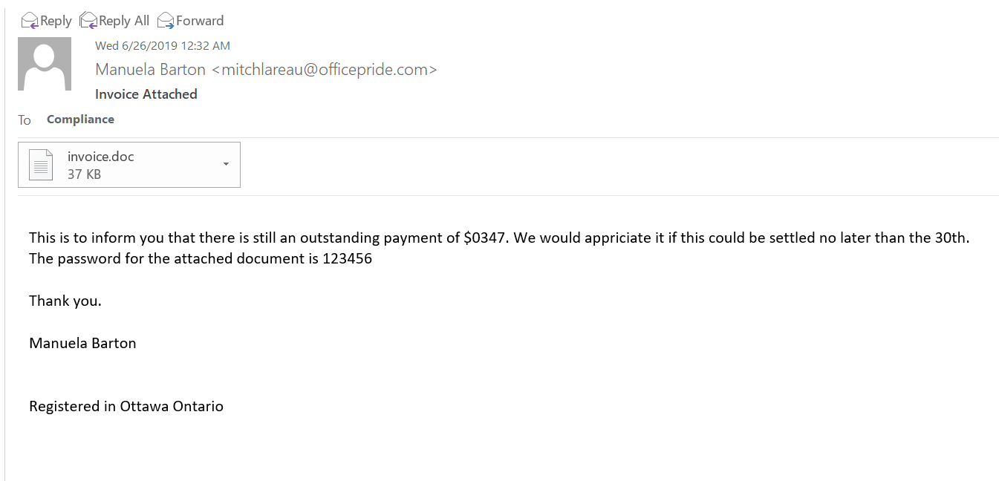 Reply Reply All Forward
Wed 6/26/2019 12:32 AM
Manuela Barton <mitchlareau@officepride.com>
Invoice Attached
To Compliance
invoice.doc
37 KB
This is to inform you that there is still an outstanding payment of $0347. We would appriciate it if this could be settled no later than the 30th.
The password for the attached document is 123456
Thank you.
Manuela Barton
Registered in Ottawa Ontario